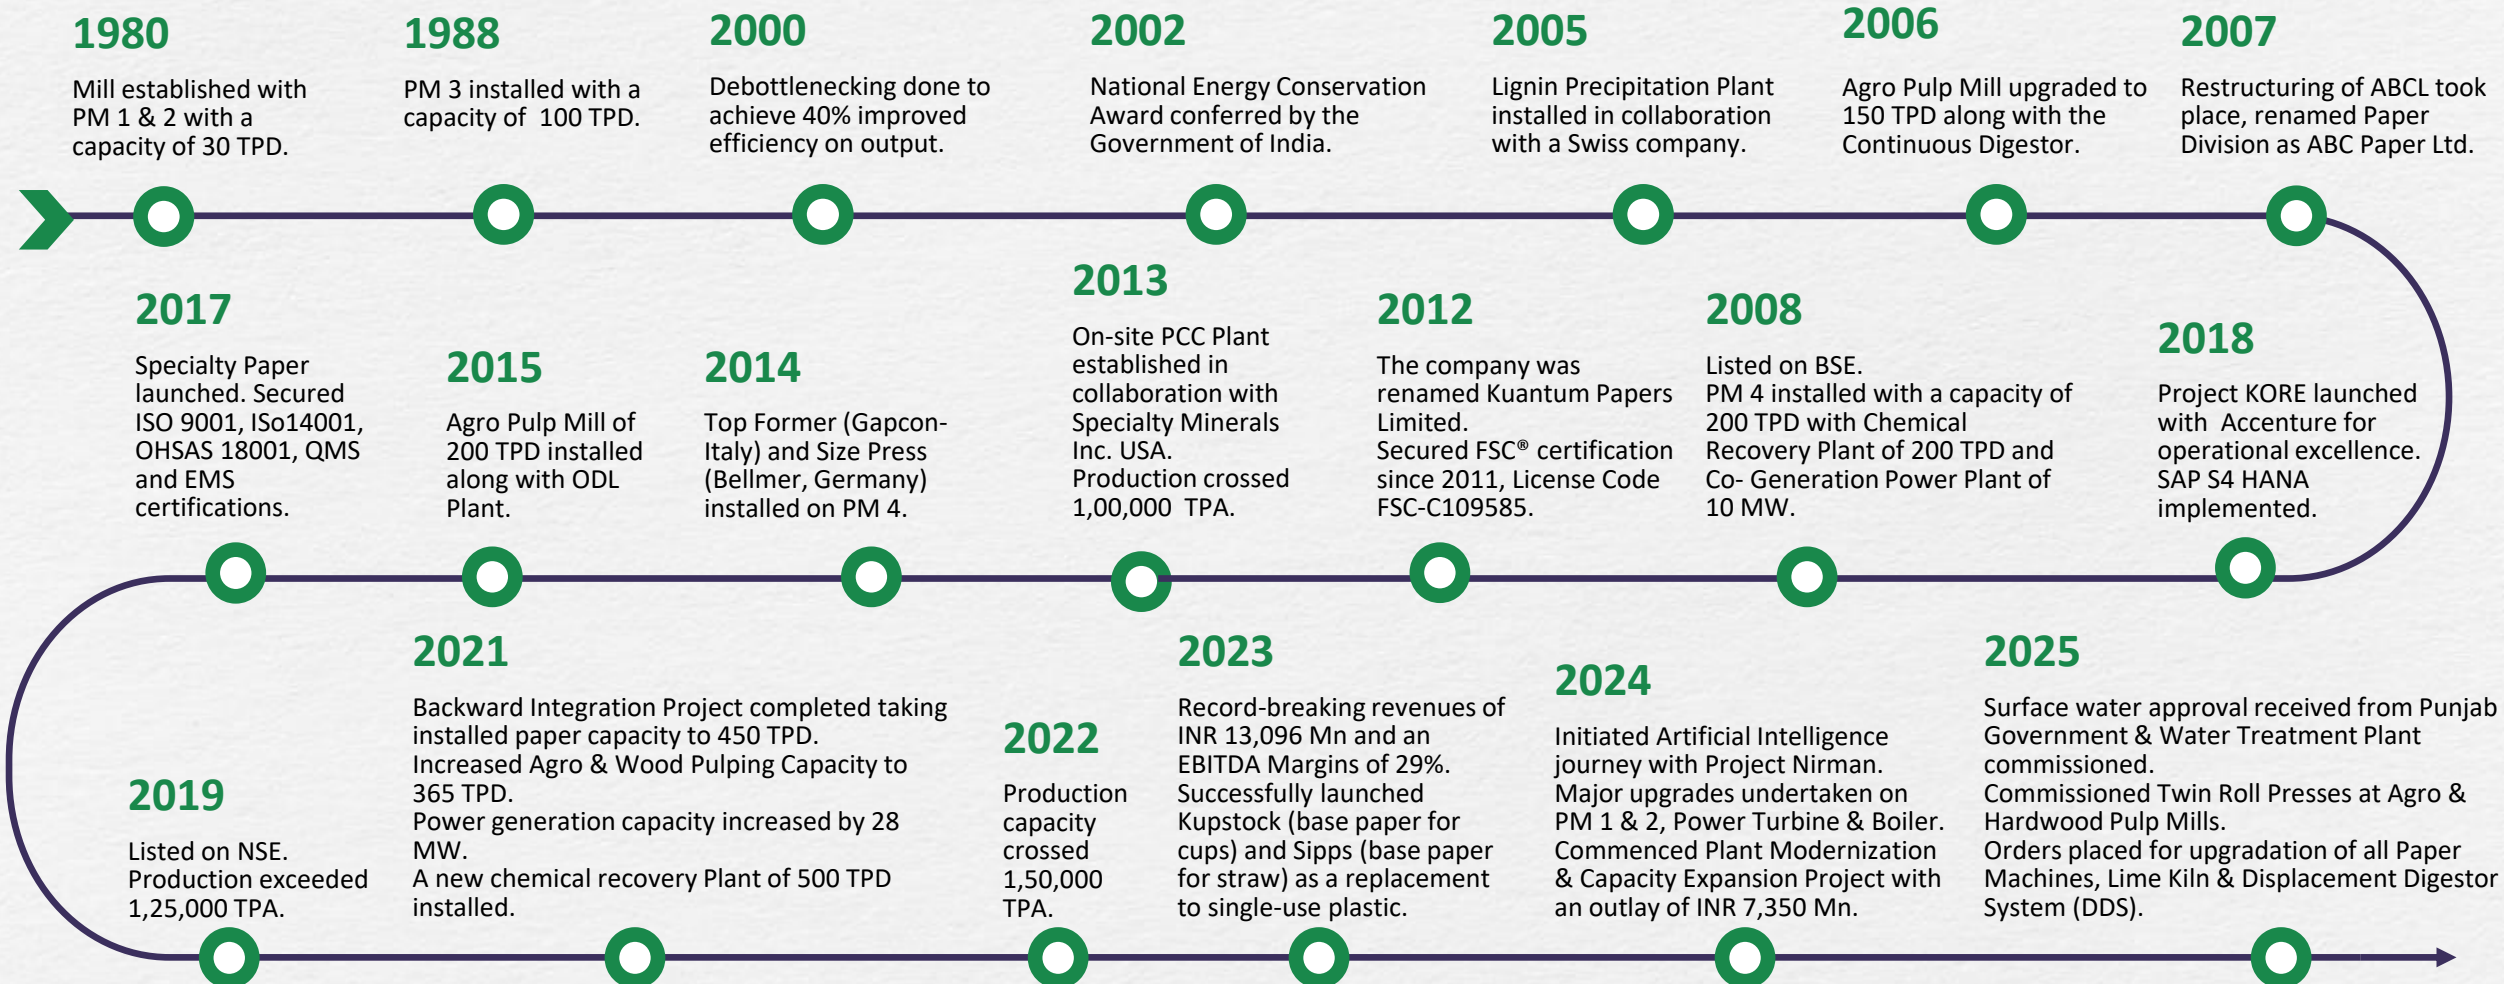 1980
Mill established with
PM 1 & 2 with a
capacity of 30 TPD.
1988
PM 3 installed with a
capacity of 100 TPD.
2000
Debottlenecking done to
achieve 40% improved
efficiency on output.
2002
National Energy Conservation
Award conferred by the
Government of India.
2005
Lignin Precipitation Plant
installed in collaboration
with a Swiss company.
2006
Agro Pulp Mill upgraded to
150 TPD along with the
Continuous Digestor.
2007
Restructuring of ABCL took
place, renamed Paper
Division as ABC Paper Ltd.
2017
Specialty Paper
launched. Secured
ISO 9001, ISo14001,
OHSAS 18001, QMS
and EMS
certifications.
2015
Agro Pulp Mill of
200 TPD installed
along with ODL
Plant.
2014
Top Former (Gapcon-
Italy) and Size Press
(Bellmer, Germany)
installed on PM 4.
2013
On-site PCC Plant
established in
collaboration with
Specialty Minerals
Inc. USA.
Production crossed
1,00,000 TPA.
2012
The company was
renamed Kuantum Papers
Limited.
Secured FSC® certification
since 2011, License Code
FSC-C109585.
2008
Listed on BSE.
PM 4 installed with a capacity of
200 TPD with Chemical
Recovery Plant of 200 TPD and
Co- Generation Power Plant of
10 MW.
2018
Project KORE launched
with Accenture for
operational excellence.
SAP S4 HANA
implemented.
2019
Listed on NSE.
Production exceeded
1,25,000 TPA.
2021
Backward Integration Project completed taking
installed paper capacity to 450 TPD.
Increased Agro & Wood Pulping Capacity to
365 TPD.
Power generation capacity increased by 28
MW.
A new chemical recovery Plant of 500 TPD
installed.
2022
Production
capacity
crossed
1,50,000
TPA.
2023
Record-breaking revenues of
INR 13,096 Mn and an
EBITDA Margins of 29%.
Successfully launched
Kupstock (base paper for
cups) and Sipps (base paper
for straw) as a replacement
to single-use plastic.
2024
Initiated Artificial Intelligence
journey with Project Nirman.
Major upgrades undertaken on
PM 1 & 2, Power Turbine & Boiler.
Commenced Plant Modernization
& Capacity Expansion Project with
an outlay of INR 7,350 Mn.
2025
Surface water approval received from Punjab
Government & Water Treatment Plant
commissioned.
Commissioned Twin Roll Presses at Agro &
Hardwood Pulp Mills.
Orders placed for upgradation of all Paper
Machines, Lime Kiln & Displacement Digestor
System (DDS).